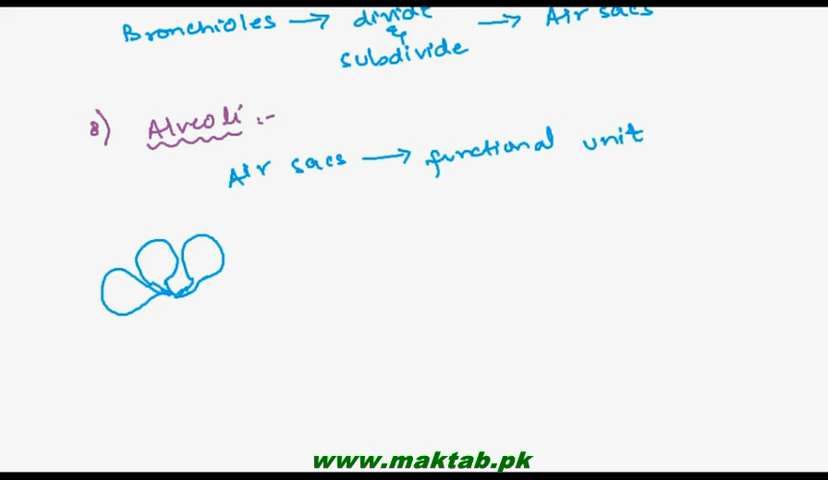 Bronchioles → divide & subdivide → Air sacs
8) Alveoli :-
Air sacs → functional unit
www.maktab.pk